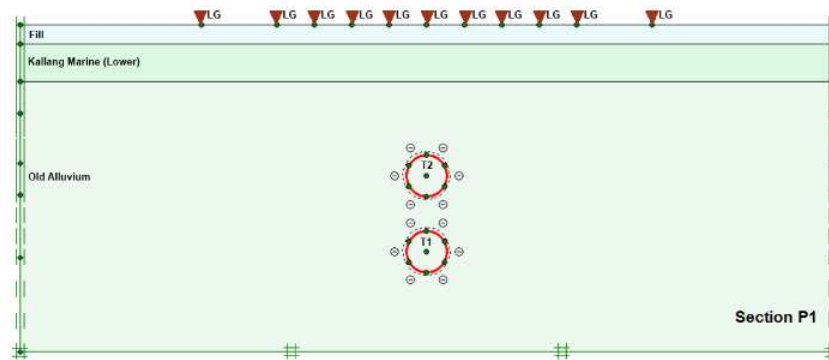 LG LG LG LG LG LG LG LG LG LG LG
Fill
Kallang Marine (Lower)
T2
Old Alluvium
T1
Section P1